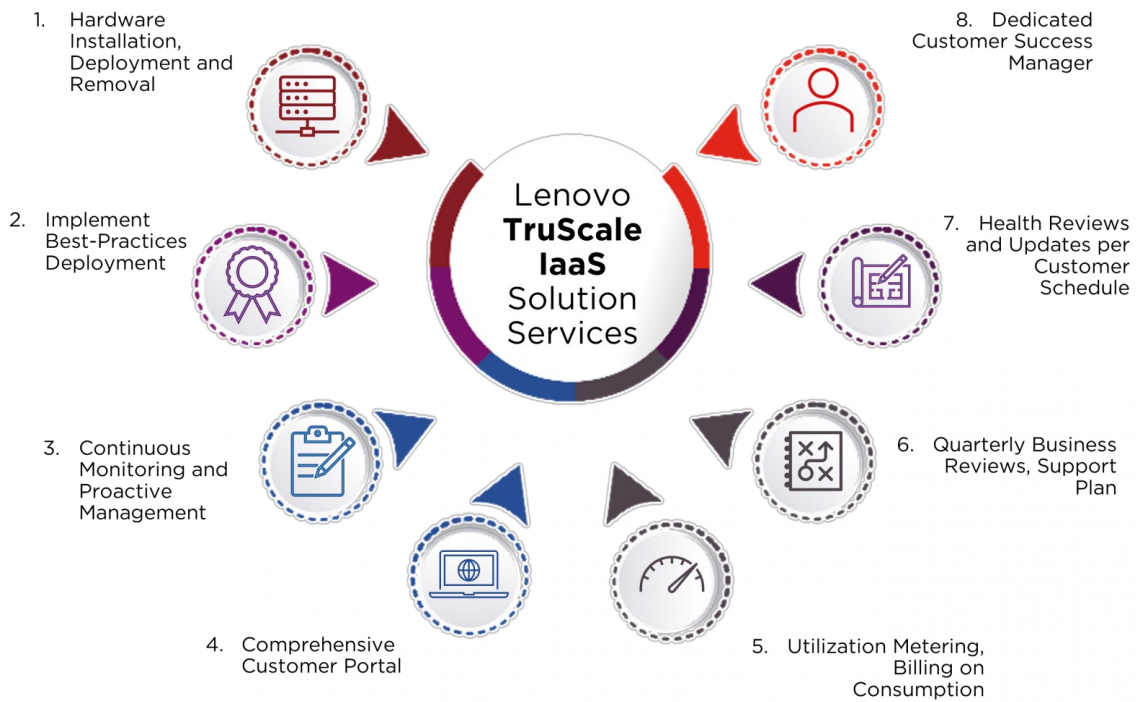 1. Hardware
Installation,
Deployment and
Removal
2. Implement
Best-Practices
Deployment
3. Continuous
Monitoring and
Proactive
Management
4. Comprehensive
Customer Portal
5. Utilization Metering,
Billing on
Consumption
6. Quarterly Business
Reviews, Support
Plan
7. Health Reviews
and Updates per
Customer
Schedule
8. Dedicated
Customer Success
Manager
Lenovo
TruScale
IaaS
Solution
Services